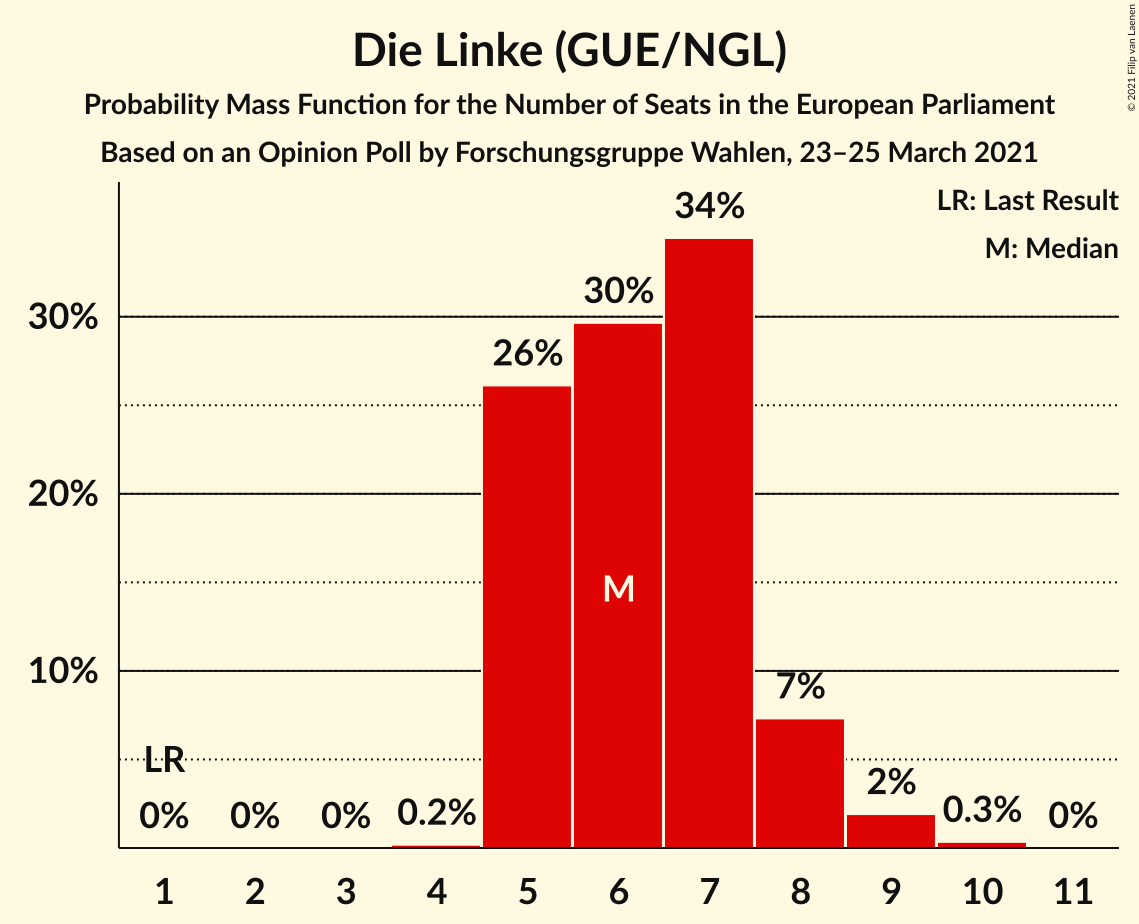 Die Linke (GUE/NGL)
Probability Mass Function for the Number of Seats in the European Parliament
Based on an Opinion Poll by Forschungsgruppe Wahlen, 23–25 March 2021
© 2021 Filip van Laenen
LR: Last Result
M: Median
34%
30%
30%
26%
20%
M
10%
7%
LR
2%
0%
0%
0%
0.2%
0.3%
0%
1 2 3 4 5 6 7 8 9 10 11